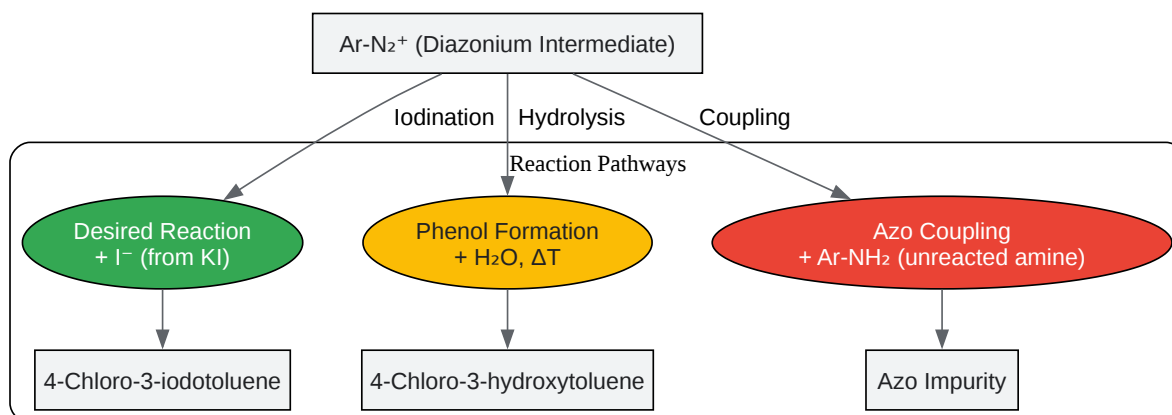 Ar-N₂⁺ (Diazonium Intermediate)
Iodination
Hydrolysis
Coupling
Reaction Pathways
Desired Reaction
+ I⁻ (from KI)
Phenol Formation
+ H₂O, ΔT
Azo Coupling
+ Ar-NH₂ (unreacted amine)
4-Chloro-3-iodotoluene
4-Chloro-3-hydroxytoluene
Azo Impurity